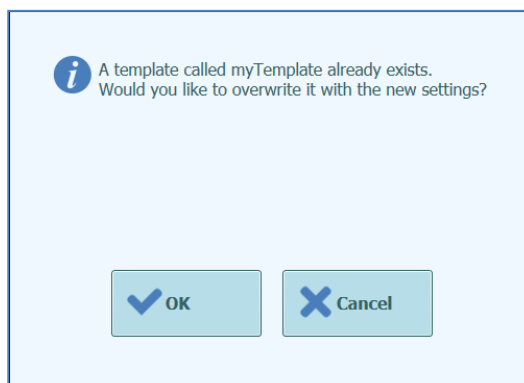 A template called myTemplate already exists.
Would you like to overwrite it with the new settings?
OK
Cancel